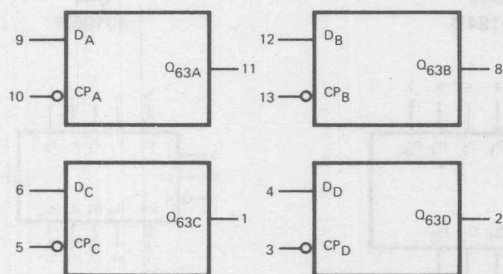 9 D_A
Q_63A 11
10 CP_A
12 D_B
Q_63B 8
13 CP_B
6 D_C
Q_63C 1
5 CP_C
4 D_D
Q_63D 2
3 CP_D